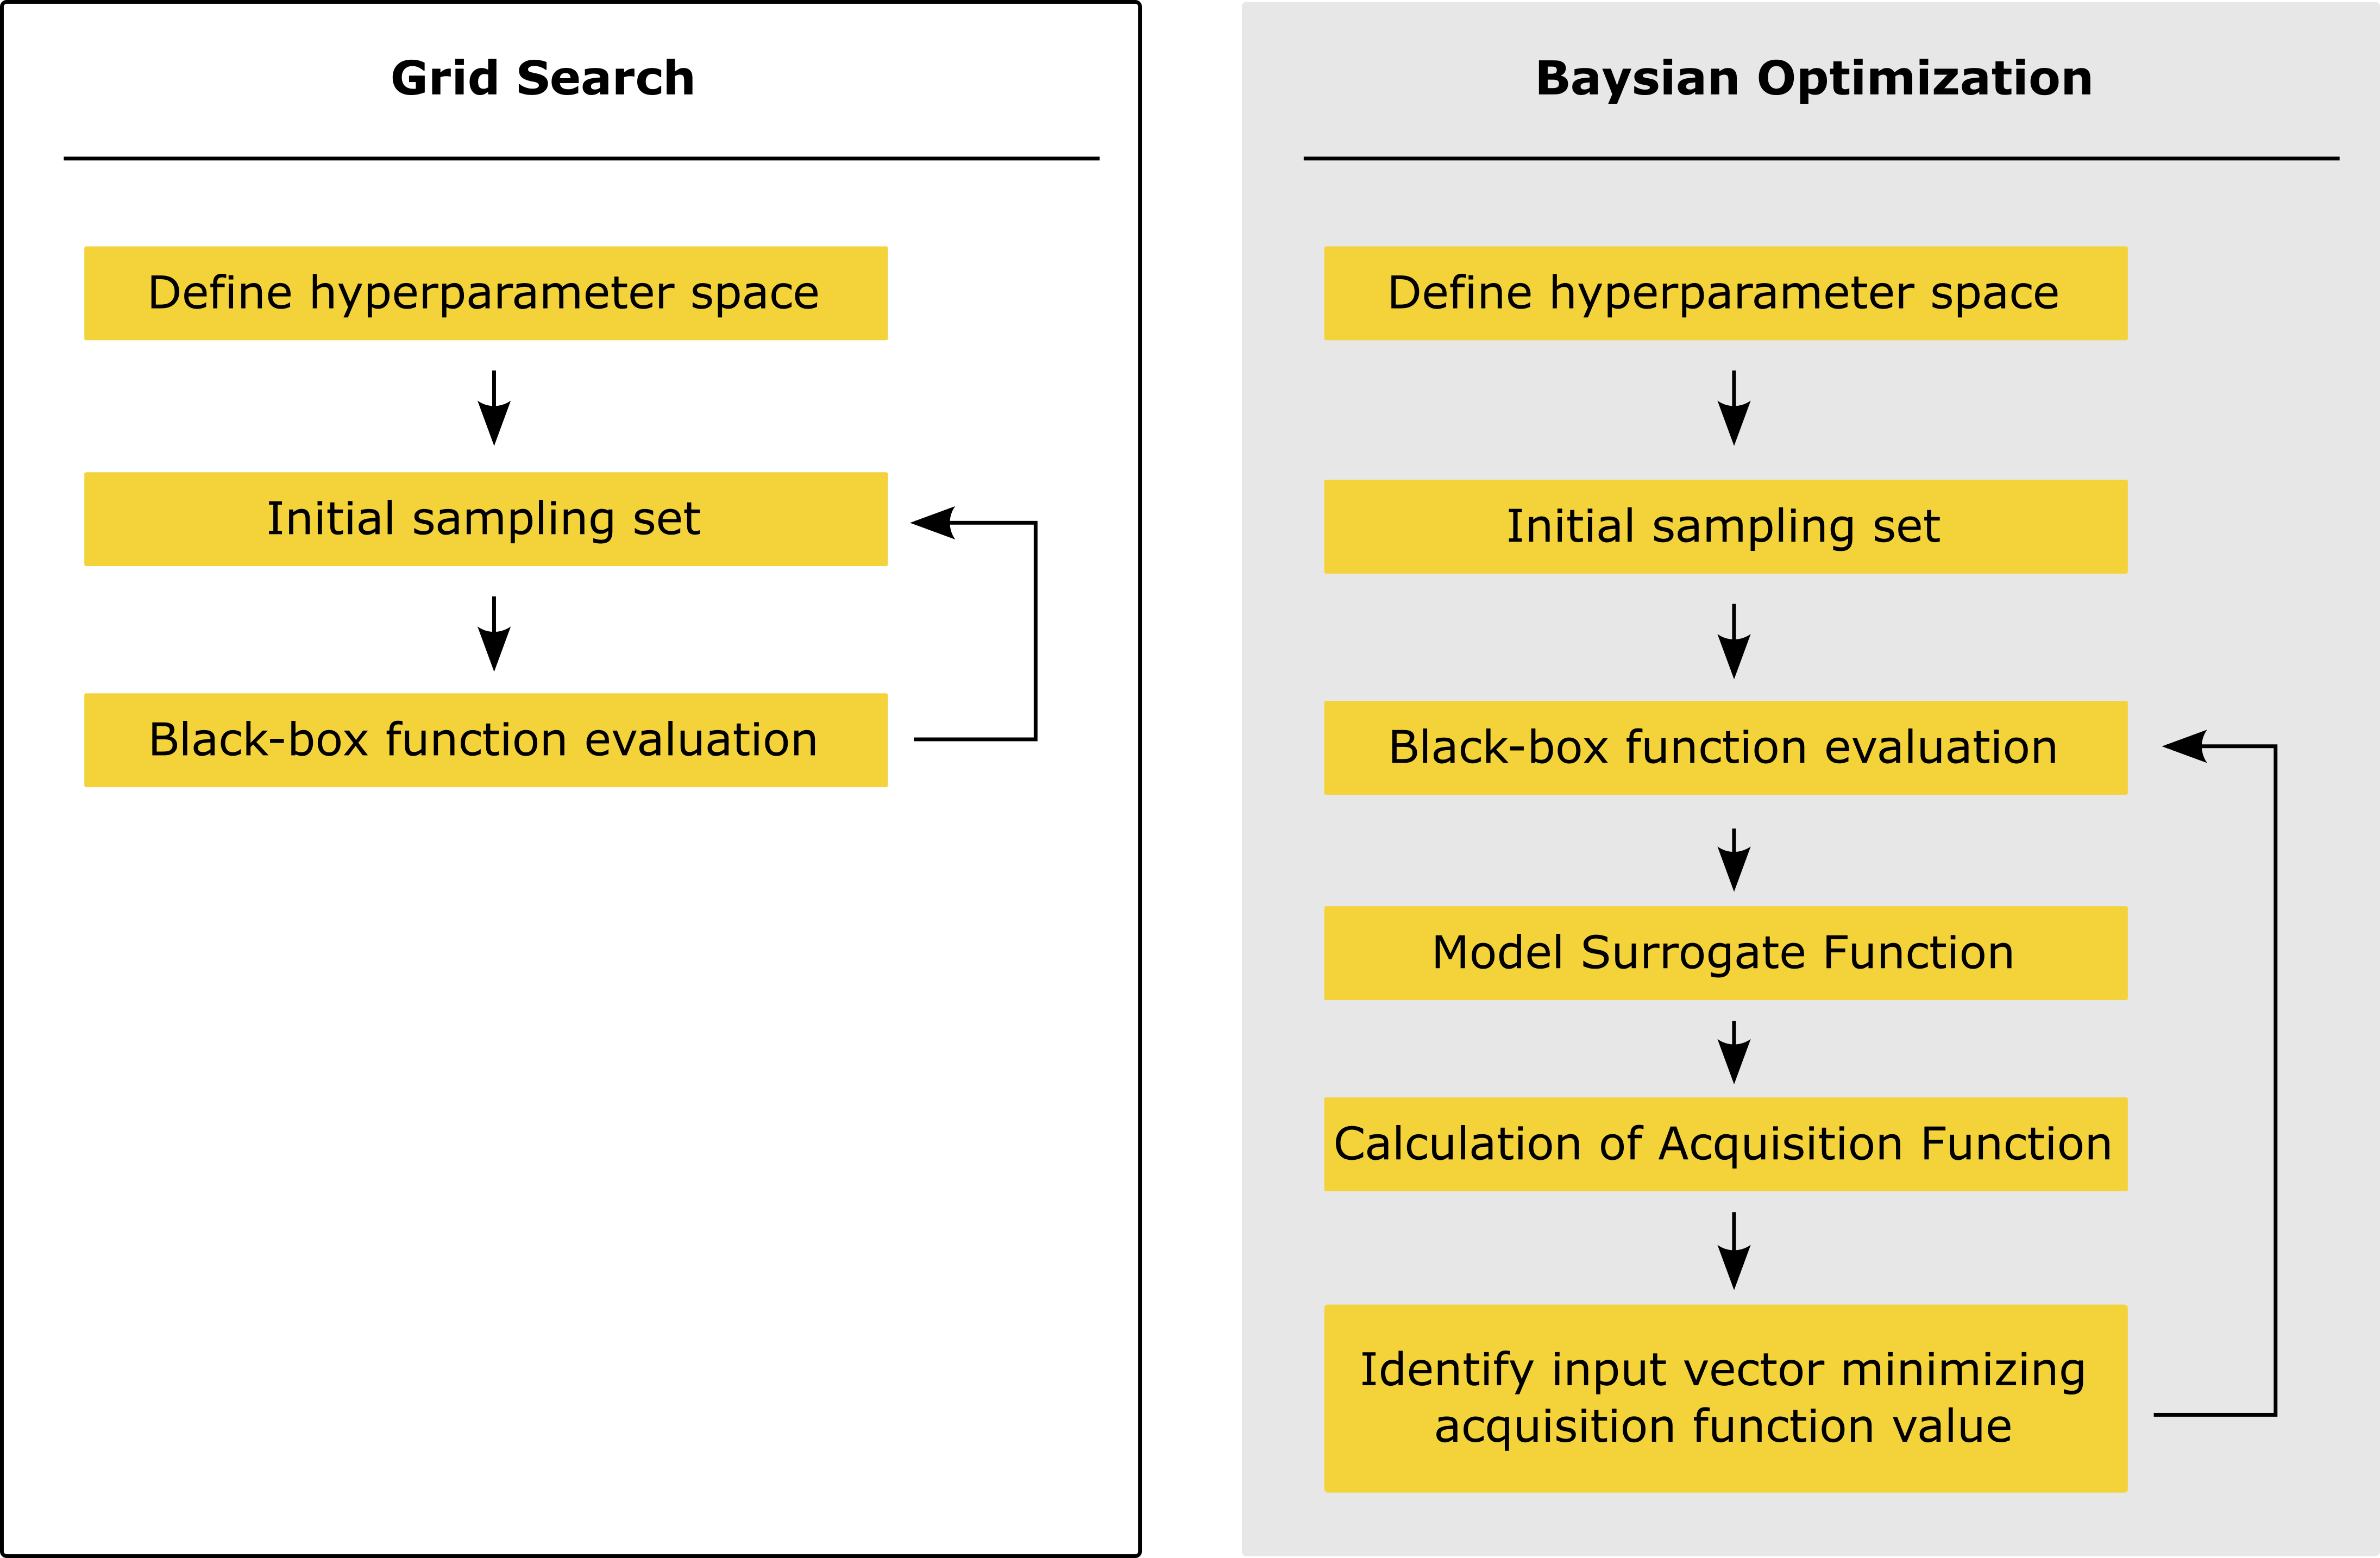 Grid Search
Define hyperparameter space
Initial sampling set
Black-box function evaluation
Baysian Optimization
Define hyperparameter space
Initial sampling set
Black-box function evaluation
Model Surrogate Function
Calculation of Acquisition Function
Identify input vector minimizing
acquisition function value